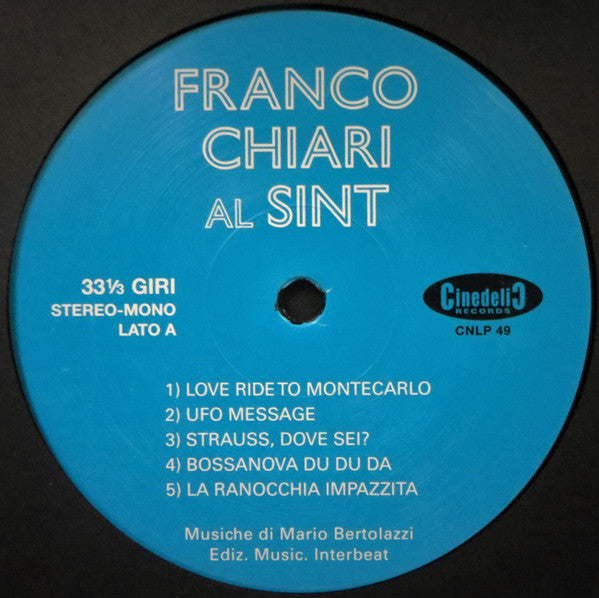 FRANCO
CHIARI
AL SINT
33⅓ GIRI
STEREO-MONO
LATO A
Cinedelic
RECORDS
CNLP 49
1) LOVE RIDE TO MONTECARLO
2) UFO MESSAGE
3) STRAUSS, DOVE SEI?
4) BOSSANOVA DU DU DA
5) LA RANOCCHIA IMPAZZITA
Musiche di Mario Bertolazzi
Ediz. Music. Interbeat